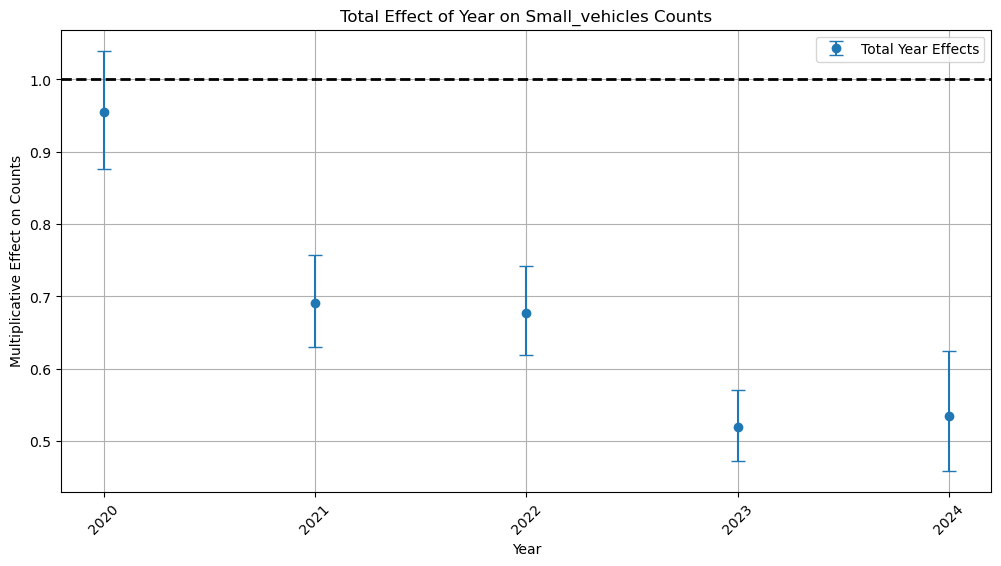 Total Effect of Year on Small_vehicles Counts
Total Year Effects
Multiplicative Effect on Counts
1.0
0.9
0.8
0.7
0.6
0.5
2020
2021
2022
2023
2024
Year